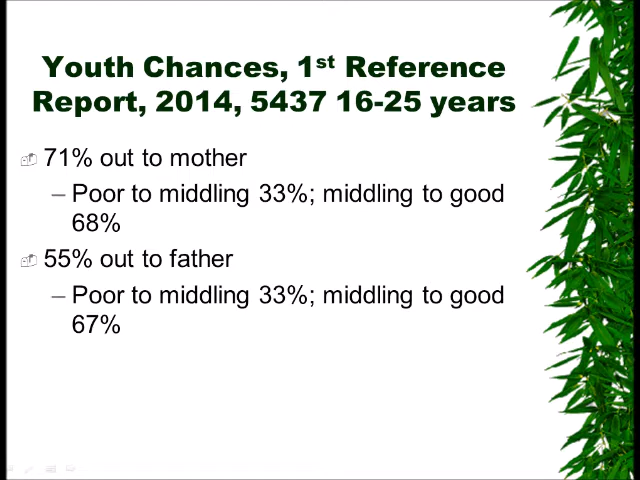 Youth Chances, 1st Reference
Report, 2014, 5437 16-25 years
71% out to mother
– Poor to middling 33%; middling to good
68%
55% out to father
– Poor to middling 33%; middling to good
67%